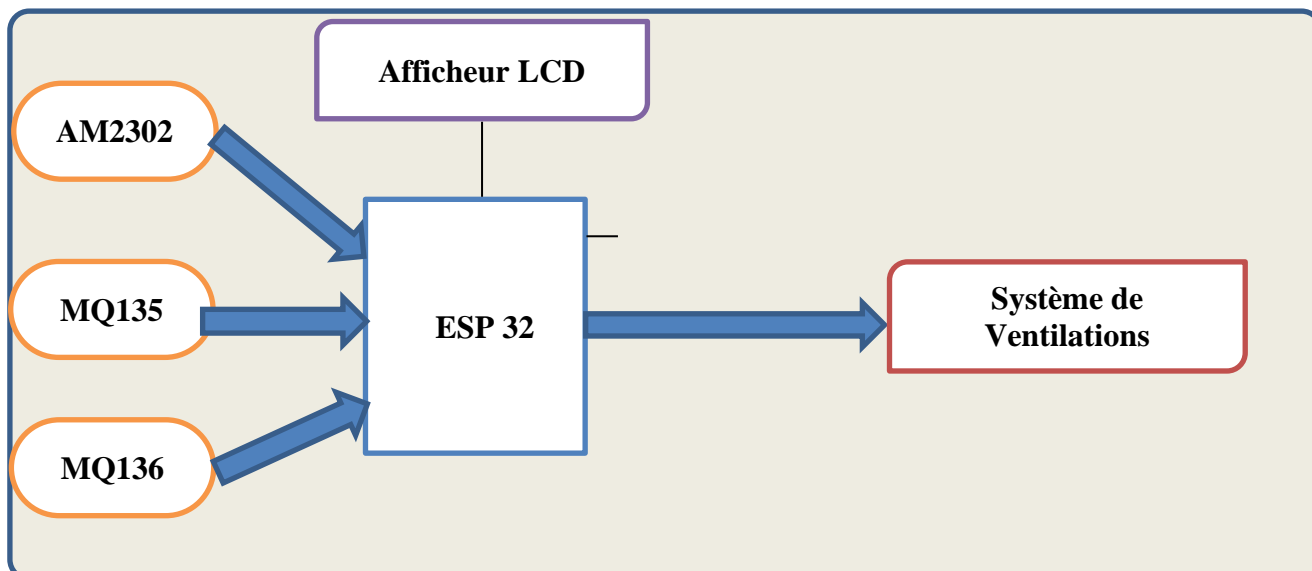 Afficheur LCD
AM2302
MQ135
ESP 32
Système de
Ventilations
MQ136